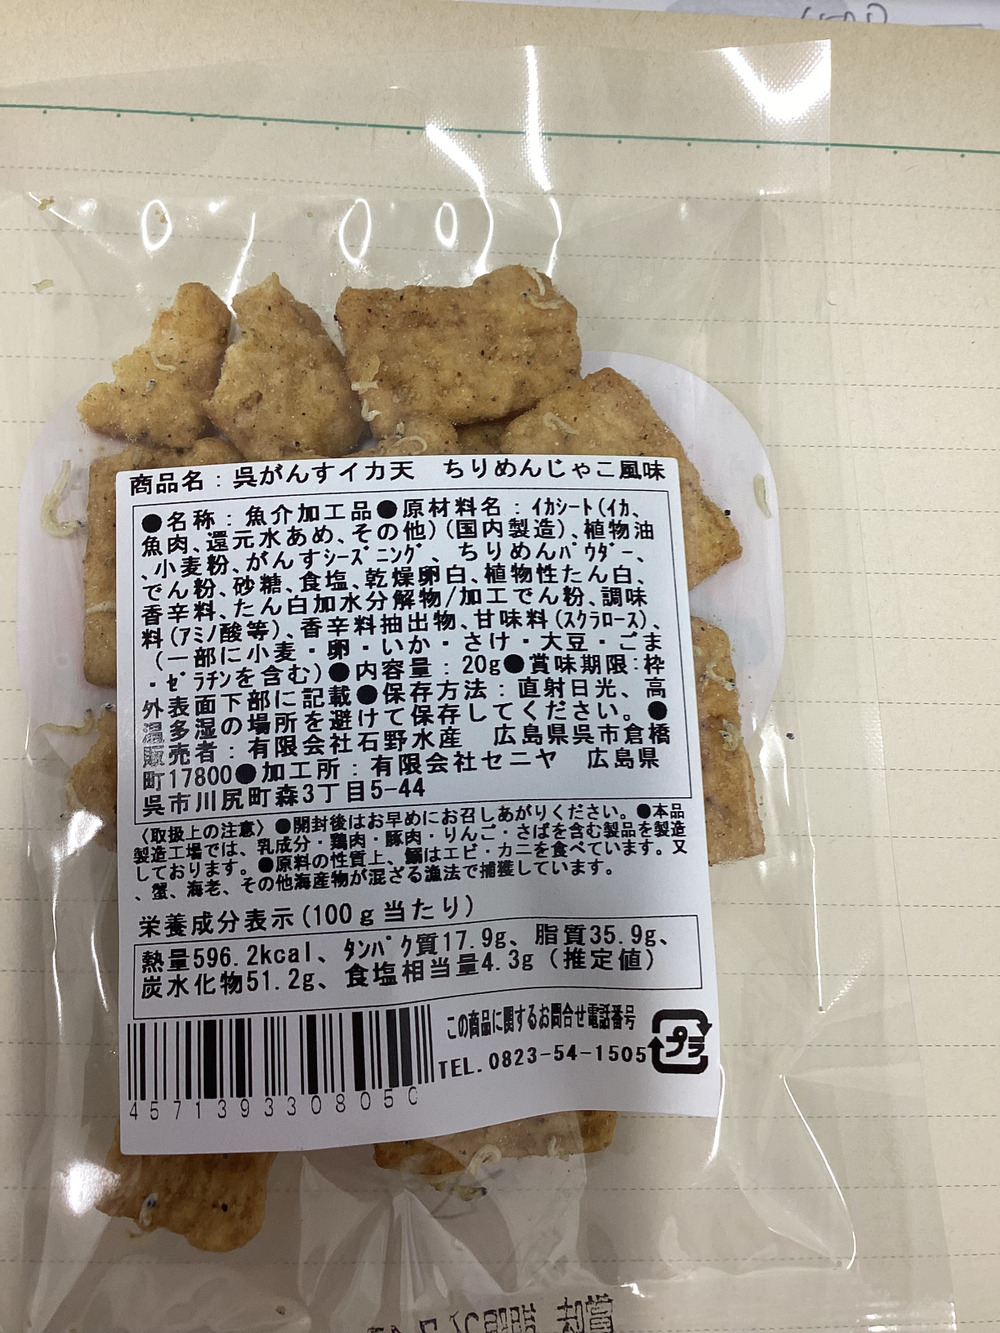 商品名：呉がんすイカ天　ちりめんじゃこ風味
●名称：魚介加工品●原材料名：イカシート(イカ、
魚肉、還元水あめ、その他)(国内製造)、植物油
、小麦粉、がんすシーズニング、ちりめんパウダー、
でん粉、砂糖、食塩、乾燥卵白、植物性たん白、
香辛料、たん白加水分解物/加工でん粉、調味
料(アミノ酸等)、香辛料抽出物、甘味料(スクラロース)、
(一部に小麦・卵・いか・さけ・大豆・ごま
・ゼラチンを含む)●内容量：20g●賞味期限:枠
外表面下部に記載●保存方法：直射日光、高
温多湿の場所を避けて保存してください。●
販売者：有限会社石野水産　広島県呉市倉橋
町17800●加工所：有限会社セニヤ　広島県
呉市川尻町森3丁目5-44
〈取扱上の注意〉●開封後はお早めにお召しあがりください。●本品
製造工場では、乳成分・鶏肉・豚肉・りんご・さばを含む製品を製造
しております。●原料の性質上、鰯はエビ・カニを食べています。又
、蟹、海老、その他海産物が混ざる漁法で捕獲しています。
栄養成分表示(100g当たり)
熱量596.2kcal、タンパク質17.9g、脂質35.9g、
炭水化物51.2g、食塩相当量4.3g(推定値)
この商品に関するお問合せ電話番号
TEL.0823-54-1505
プラ
4571393308050